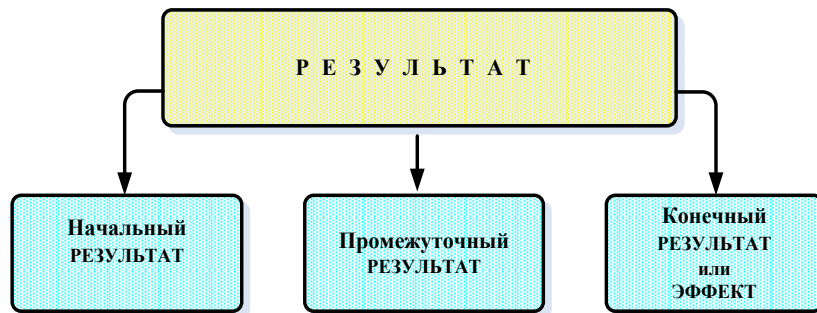 Р Е З У Л Ь Т А Т
Начальный
РЕЗУЛЬТАТ
Промежуточный
РЕЗУЛЬТАТ
Конечный
РЕЗУЛЬТАТ
или
ЭФФЕКТ